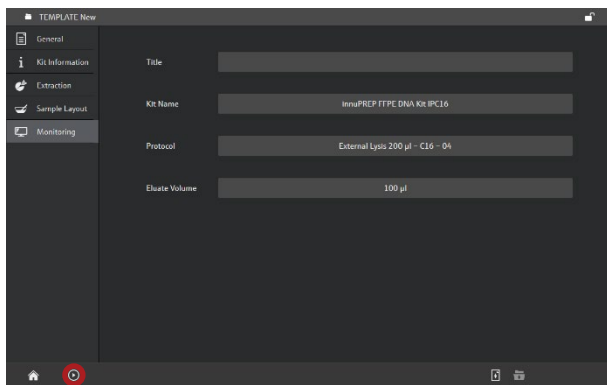 TEMPLATE New
General
Kit Information
Extraction
Sample Layout
Monitoring
Title
Kit Name
InnuPREP FFPE DNA Kit IPC16
Protocol
External Lysis 200 µl – C16 – 04
Eluate Volume
100 µl